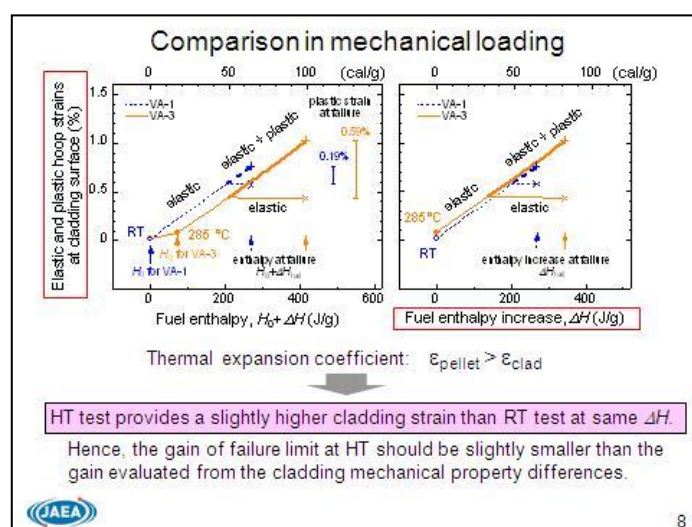 Comparison in mechanical loading
0 50 100 (cal/g)
0 50 100 (cal/g)
Elastic and plastic hoop strains
at cladding surface (%)
1.5
1.0
0.5
0
VA-1
VA-3
plastic strain
at failure
0.59%
0.19%
elastic + plastic
elastic
elastic
RT
285 °C
H₀ for VA-1
H₀ for VA-3
enthalpy at failure
H₀+ΔH_fail
0 200 400 600
Fuel enthalpy, H₀+ΔH (J/g)
VA-1
VA-3
elastic + plastic
elastic
elastic
285 °C
RT
enthalpy increase at failure
ΔH_fail
0 200 400
Fuel enthalpy increase, ΔH (J/g)
Thermal expansion coefficient: ε_pellet > ε_clad
HT test provides a slightly higher cladding strain than RT test at same ΔH.
Hence, the gain of failure limit at HT should be slightly smaller than the
gain evaluated from the cladding mechanical property differences.
JAEA
8